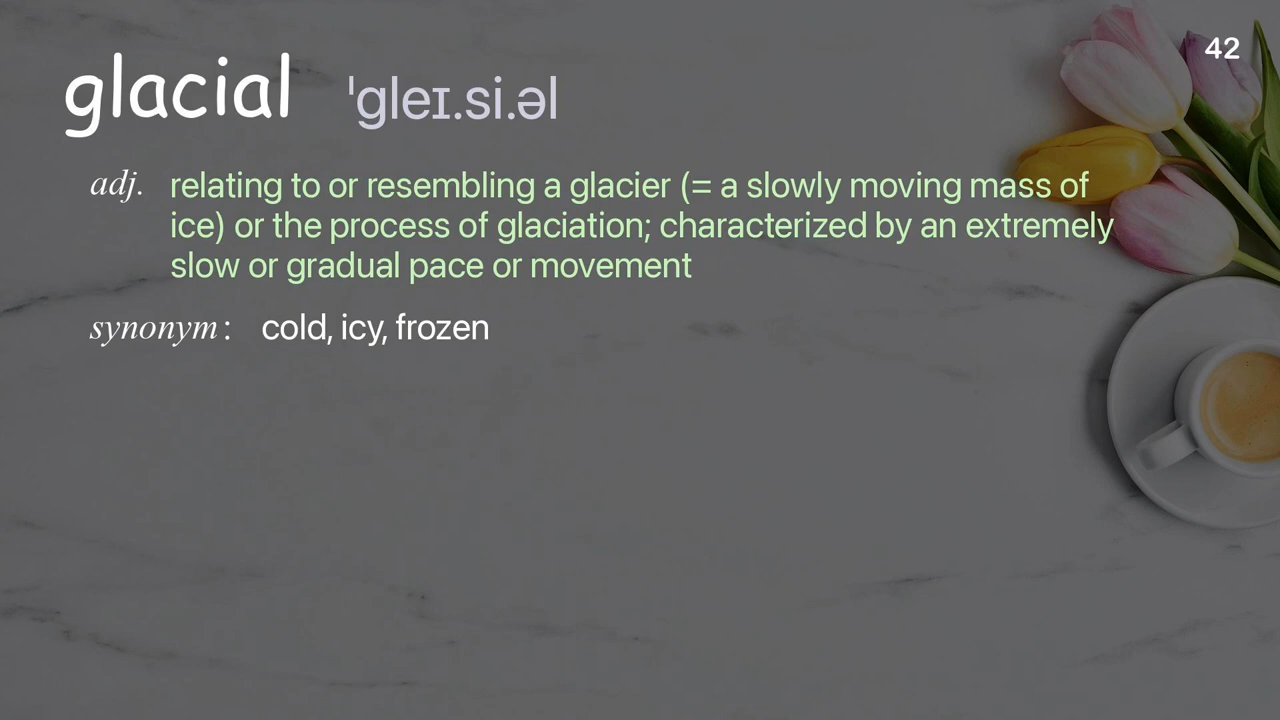 42
glacial ˈɡleɪ.si.əl
adj. relating to or resembling a glacier (= a slowly moving mass of
ice) or the process of glaciation; characterized by an extremely
slow or gradual pace or movement
synonym: cold, icy, frozen